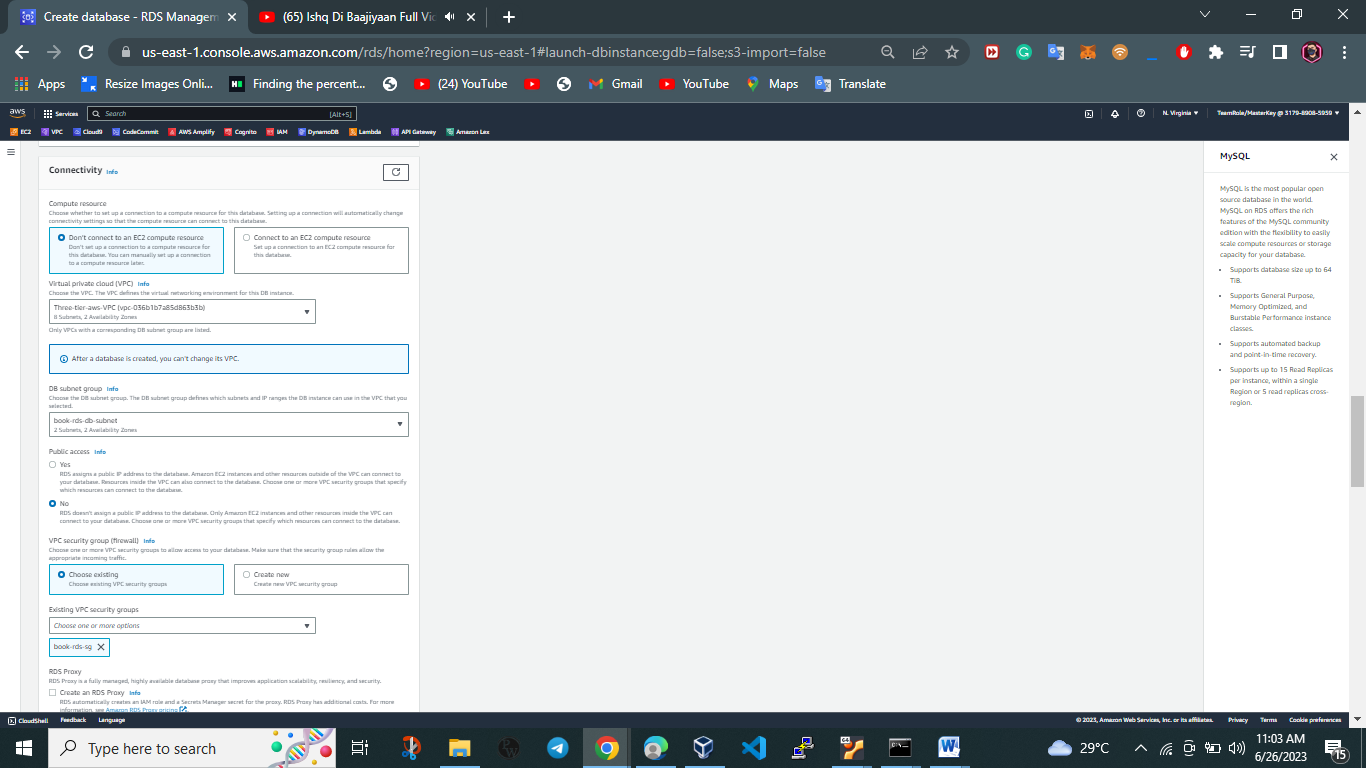 Create database - RDS Managem
(65) Ishq Di Baajiyaan Full Vid
us-east-1.console.aws.amazon.com/rds/home?region=us-east-1#launch-dbinstance:gdb=false;s3-import=false
Apps
Resize Images Onli...
Finding the percent...
(24) YouTube
Gmail
YouTube
Maps
Translate
aws
Services
Search
[Alt+S]
N. Virginia
TeamRole/MasterKey @ 3179-8908-5959
EC2
VPC
Cloud9
CodeCommit
AWS Amplify
Cognito
IAM
DynamoDB
Lambda
API Gateway
Amazon Lex
Connectivity Info
Compute resource
Choose whether to set up a connection to a compute resource for this database. Setting up a connection will automatically change
connectivity settings so that the compute resource can connect to this database.
Don't connect to an EC2 compute resource
Don't set up a connection to a compute resource for
this database. You can manually set up a connection
to a compute resource later.
Connect to an EC2 compute resource
Set up a connection to an EC2 compute resource for
this database.
Virtual private cloud (VPC) Info
Choose the VPC. The VPC defines the virtual networking environment for this DB instance.
Three-tier-aws-VPC (vpc-036b1b7a85d863b3b)
8 Subnets, 2 Availability Zones
Only VPCs with a corresponding DB subnet group are listed.
After a database is created, you can't change its VPC.
DB subnet group Info
Choose the DB subnet group. The DB subnet group defines which subnets and IP ranges the DB instance can use in the VPC that you
selected.
book-rds-db-subnet
2 Subnets, 2 Availability Zones
Public access Info
Yes
RDS assigns a public IP address to the database. Amazon EC2 instances and other resources outside of the VPC can connect to
your database. Resources inside the VPC can also connect to the database. Choose one or more VPC security groups that specify
which resources can connect to the database.
No
RDS doesn't assign a public IP address to the database. Only Amazon EC2 instances and other resources inside the VPC can
connect to your database. Choose one or more VPC security groups that specify which resources can connect to the database.
VPC security group (firewall) Info
Choose one or more VPC security groups to allow access to your database. Make sure that the security group rules allow the
appropriate incoming traffic.
Choose existing
Choose existing VPC security groups
Create new
Create new VPC security group
Existing VPC security groups
Choose one or more options
book-rds-sg
RDS Proxy
RDS Proxy is a fully managed, highly available database proxy that improves application scalability, resiliency, and security.
Create an RDS Proxy Info
RDS automatically creates an IAM role and a Secrets Manager secret for the proxy. RDS Proxy has additional costs. For more
information, see Amazon RDS Proxy pricing
MySQL
MySQL is the most popular open
source database in the world.
MySQL on RDS offers the rich
features of the MySQL community
edition with the flexibility to easily
scale compute resources or storage
capacity for your database.
• Supports database size up to 64
TiB.
• Supports General Purpose,
Memory Optimized, and
Burstable Performance instance
classes.
• Supports automated backup
and point-in-time recovery.
• Supports up to 15 Read Replicas
per instance, within a single
Region or 5 read replicas cross-
region.
CloudShell
Feedback
Language
© 2023, Amazon Web Services, Inc. or its affiliates.
Privacy
Terms
Cookie preferences
Type here to search
29°C
11:03 AM
6/26/2023
15